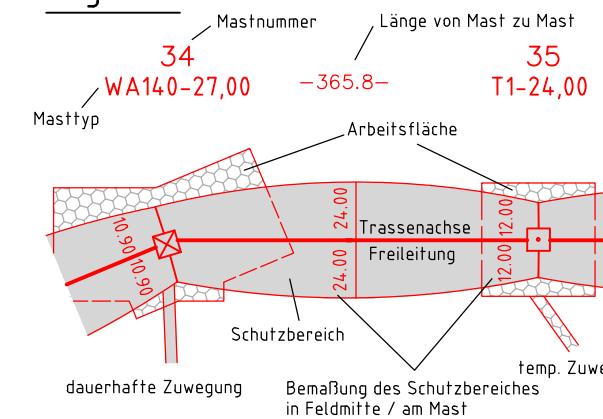 Mastnummer
Länge von Mast zu Mast
34
35
WA140-27,00
-365.8-
T1-24,00
Masttyp
Arbeitsfläche
10.90
24.00
12.00
Trassenachse
Freileitung
10.90
24.00
12.00
Schutzbereich
temp. Zuwe
dauerhafte Zuwegung
Bemaßung des Schutzbereiches
in Feldmitte / am Mast